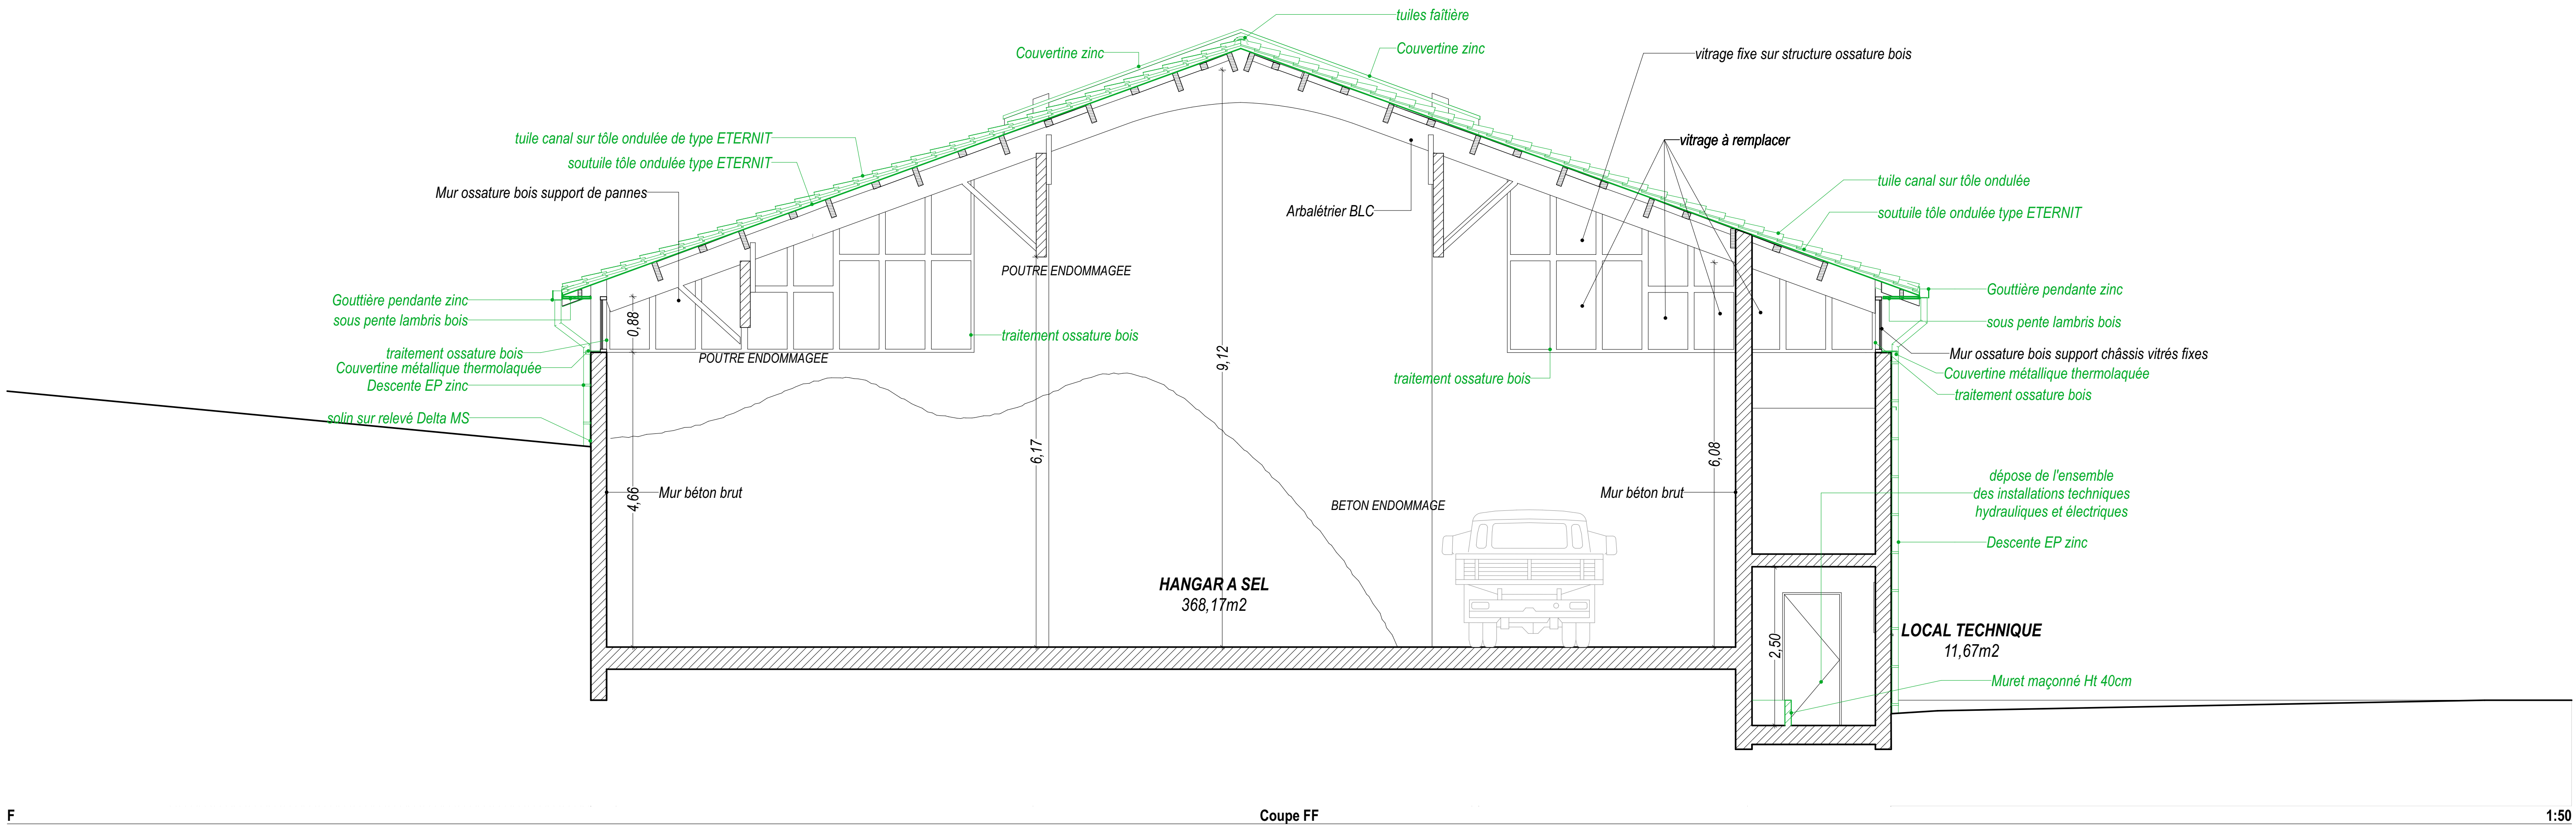 tuiles faîtière
Couvertine zinc
Couvertine zinc
vitrage fixe sur structure ossature bois
tuile canal sur tôle ondulée de type ETERNIT
vitrage à remplacer
soutuile tôle ondulée type ETERNIT
tuile canal sur tôle ondulée
Mur ossature bois support de pannes
Arbalétrier BLC
soutuile tôle ondulée type ETERNIT
POUTRE ENDOMMAGEE
Gouttière pendante zinc
Gouttière pendante zinc
sous pente lambris bois
0,88
sous pente lambris bois
traitement ossature bois
traitement ossature bois
POUTRE ENDOMMAGEE
9,12
Mur ossature bois support châssis vitrés fixes
Couvertine métallique thermolaquée
Couvertine métallique thermolaquée
Descente EP zinc
traitement ossature bois
traitement ossature bois
solin sur relevé Delta MS
6,17
6,08
dépose de l'ensemble
des installations techniques
hydrauliques et électriques
4,66
Mur béton brut
Mur béton brut
BETON ENDOMMAGE
Descente EP zinc
HANGAR A SEL
368,17m2
LOCAL TECHNIQUE
11,67m2
2,50
Muret maçonné Ht 40cm
F
Coupe FF
1:50